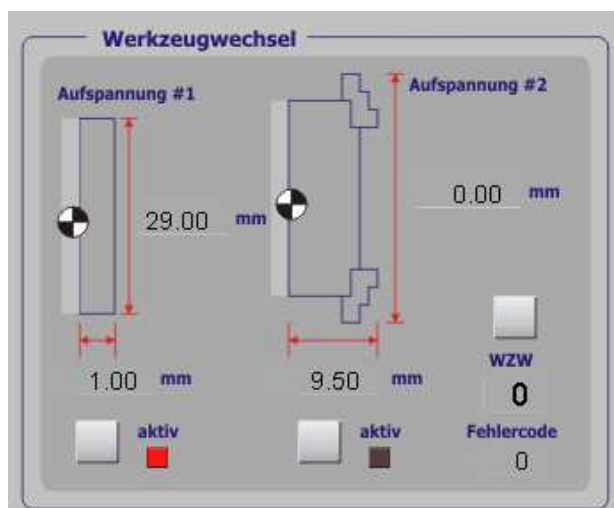 Werkzeugwechsel
Aufspannung #1
Aufspannung #2
29.00 mm
0.00 mm
1.00 mm
9.50 mm
WZW
0
aktiv
aktiv
Fehlercode
0